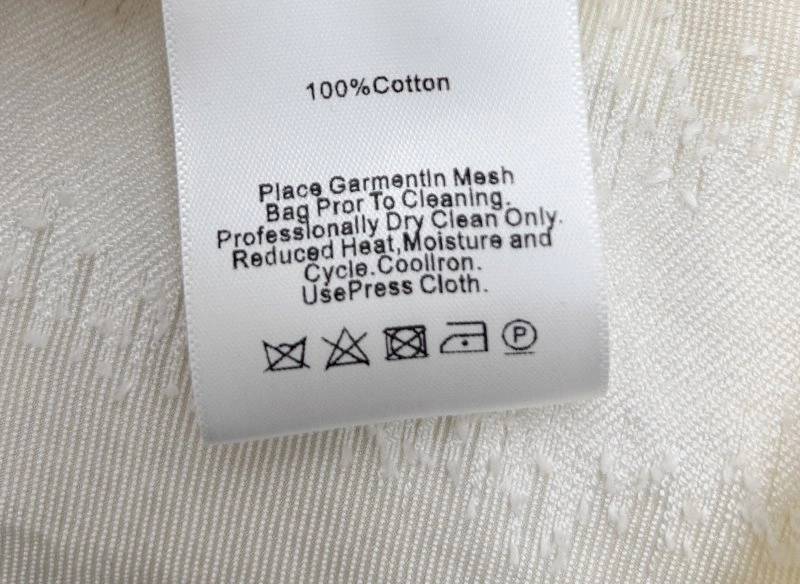 100%Cotton
Place GarmentIn Mesh
Bag Pror To Cleaning.
Professionally Dry Clean Only.
Reduced Heat,Moisture and
Cycle.CoolIron.
UsePress Cloth.
P